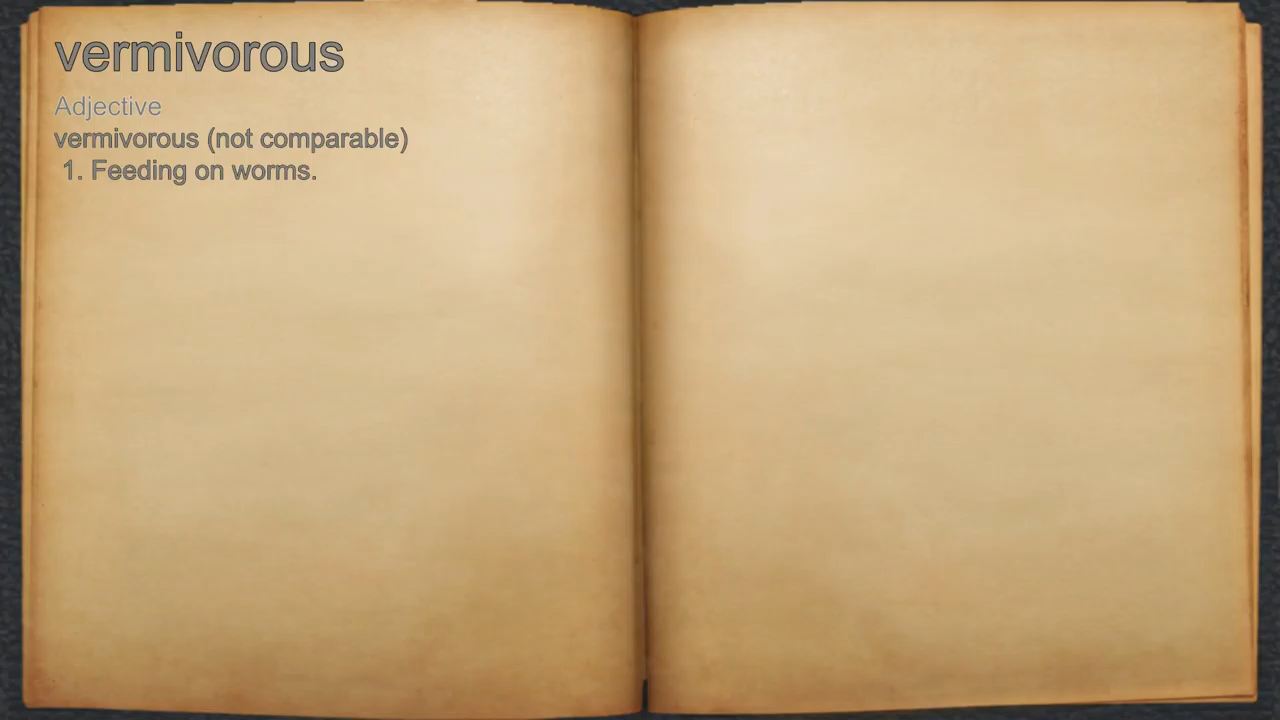 vermivorous
Adjective
vermivorous (not comparable)
1. Feeding on worms.